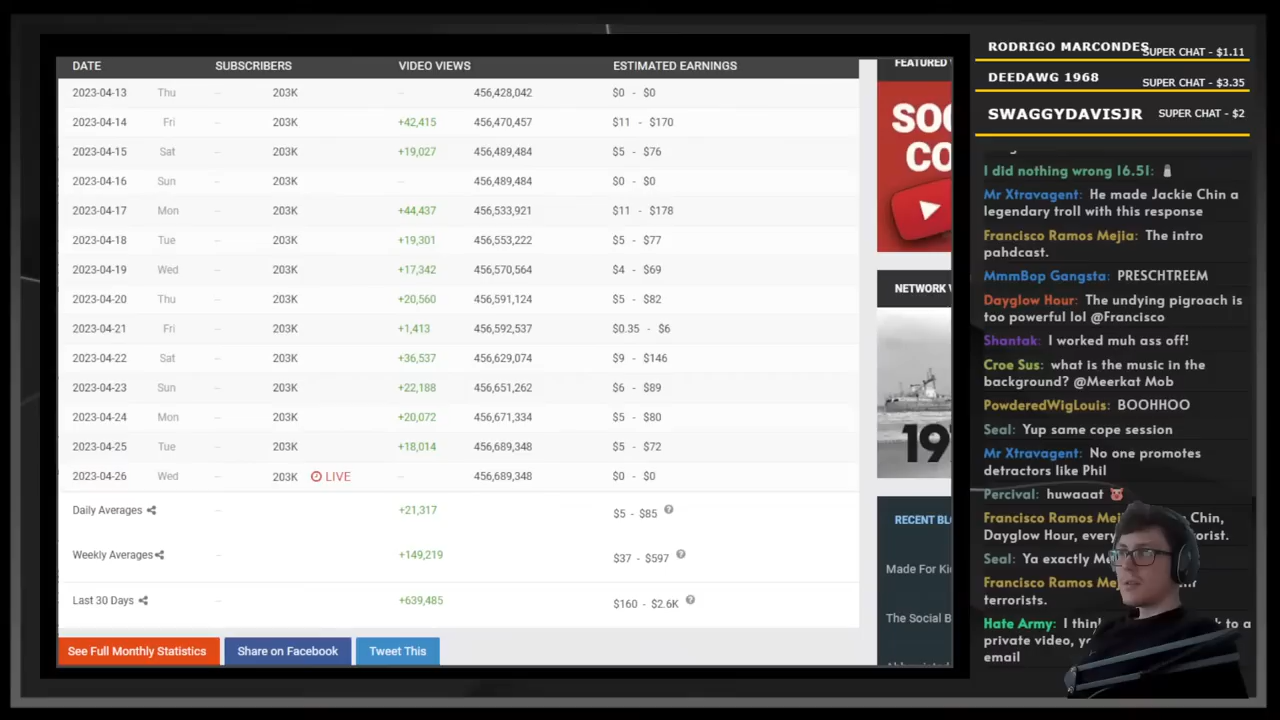 DATE SUBSCRIBERS VIDEO VIEWS ESTIMATED EARNINGS
2023-04-13 Thu -- 203K -- 456,428,042 $0 - $0
2023-04-14 Fri -- 203K +42,415 456,470,457 $11 - $170
2023-04-15 Sat -- 203K +19,027 456,489,484 $5 - $76
2023-04-16 Sun -- 203K -- 456,489,484 $0 - $0
2023-04-17 Mon -- 203K +44,437 456,533,921 $11 - $178
2023-04-18 Tue -- 203K +19,301 456,553,222 $5 - $77
2023-04-19 Wed -- 203K +17,342 456,570,564 $4 - $69
2023-04-20 Thu -- 203K +20,560 456,591,124 $5 - $82
2023-04-21 Fri -- 203K +1,413 456,592,537 $0.35 - $6
2023-04-22 Sat -- 203K +36,537 456,629,074 $9 - $146
2023-04-23 Sun -- 203K +22,188 456,651,262 $6 - $89
2023-04-24 Mon -- 203K +20,072 456,671,334 $5 - $80
2023-04-25 Tue -- 203K +18,014 456,689,348 $5 - $72
2023-04-26 Wed -- 203K LIVE -- 456,689,348 $0 - $0
Daily Averages -- +21,317 $5 - $85
Weekly Averages -- +149,219 $37 - $597
Last 30 Days -- +639,485 $160 - $2.6K
See Full Monthly Statistics
Share on Facebook
Tweet This
FEATURED
SOC
CO
NETWORK
19
RECENT BL
Made For Ki
The Social B
RODRIGO MARCONDES SUPER CHAT - $1.11
DEEDAWG 1968 SUPER CHAT - $3.35
SWAGGYDAVISJR SUPER CHAT - $2
I did nothing wrong 16.51:
Mr Xtravagent: He made Jackie Chin a
legendary troll with this response
Francisco Ramos Mejia: The intro
pahdcast.
MmmBop Gangsta: PRESCHTREEM
Dayglow Hour: The undying pigroach is
too powerful lol @Francisco
Shantak: I worked muh ass off!
Croe Sus: what is the music in the
background? @Meerkat Mob
PowderedWigLouis: BOOHHOO
Seal: Yup same cope session
Mr Xtravagent: No one promotes
detractors like Phil
Percival: huwaaat
Francisco Ramos Mej Chin,
Dayglow Hour, every orist.
Seal: Ya exactly M
Francisco Ramos Mej
terrorists.
Hate Army: I thin k to a
private video, yo
email